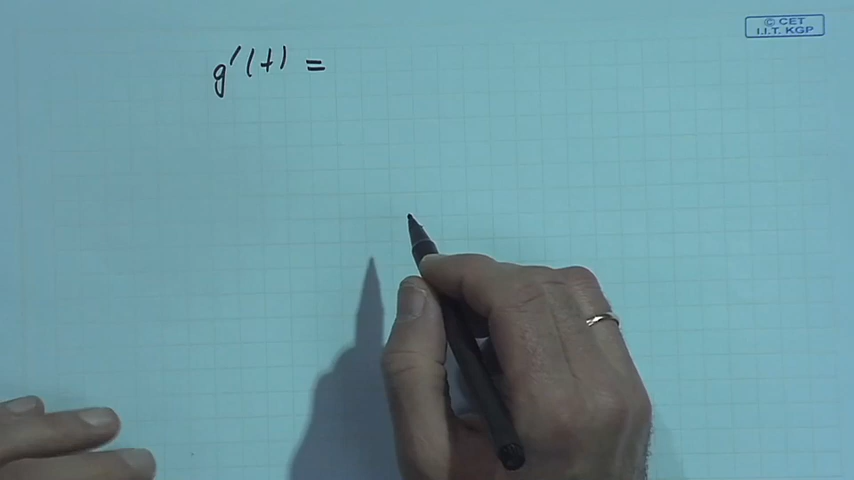 © CET
I.I.T. KGP
g'(t) =